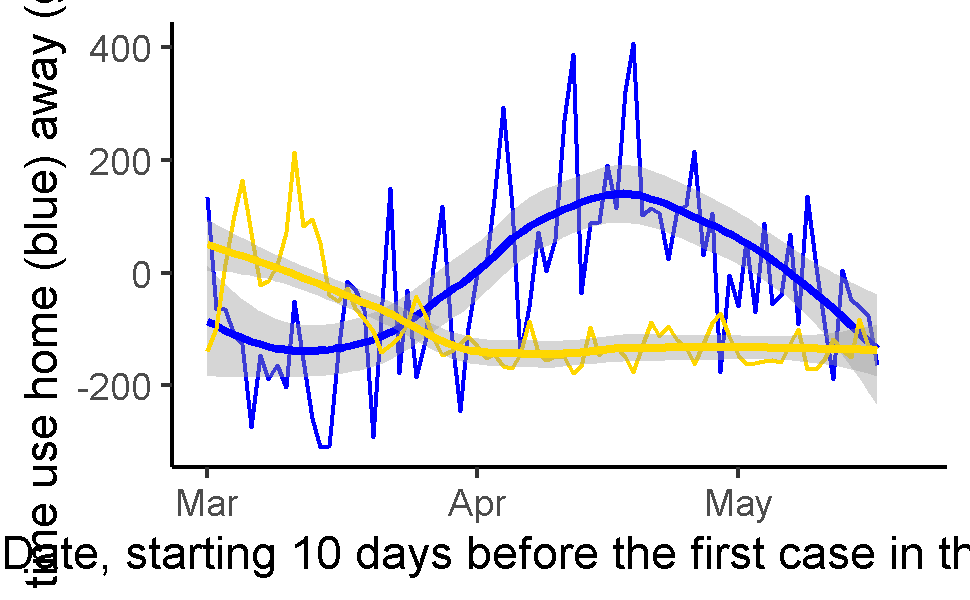 time use home (blue) away (
400
200
0
-200
Mar Apr May
Date, starting 10 days before the first case in th